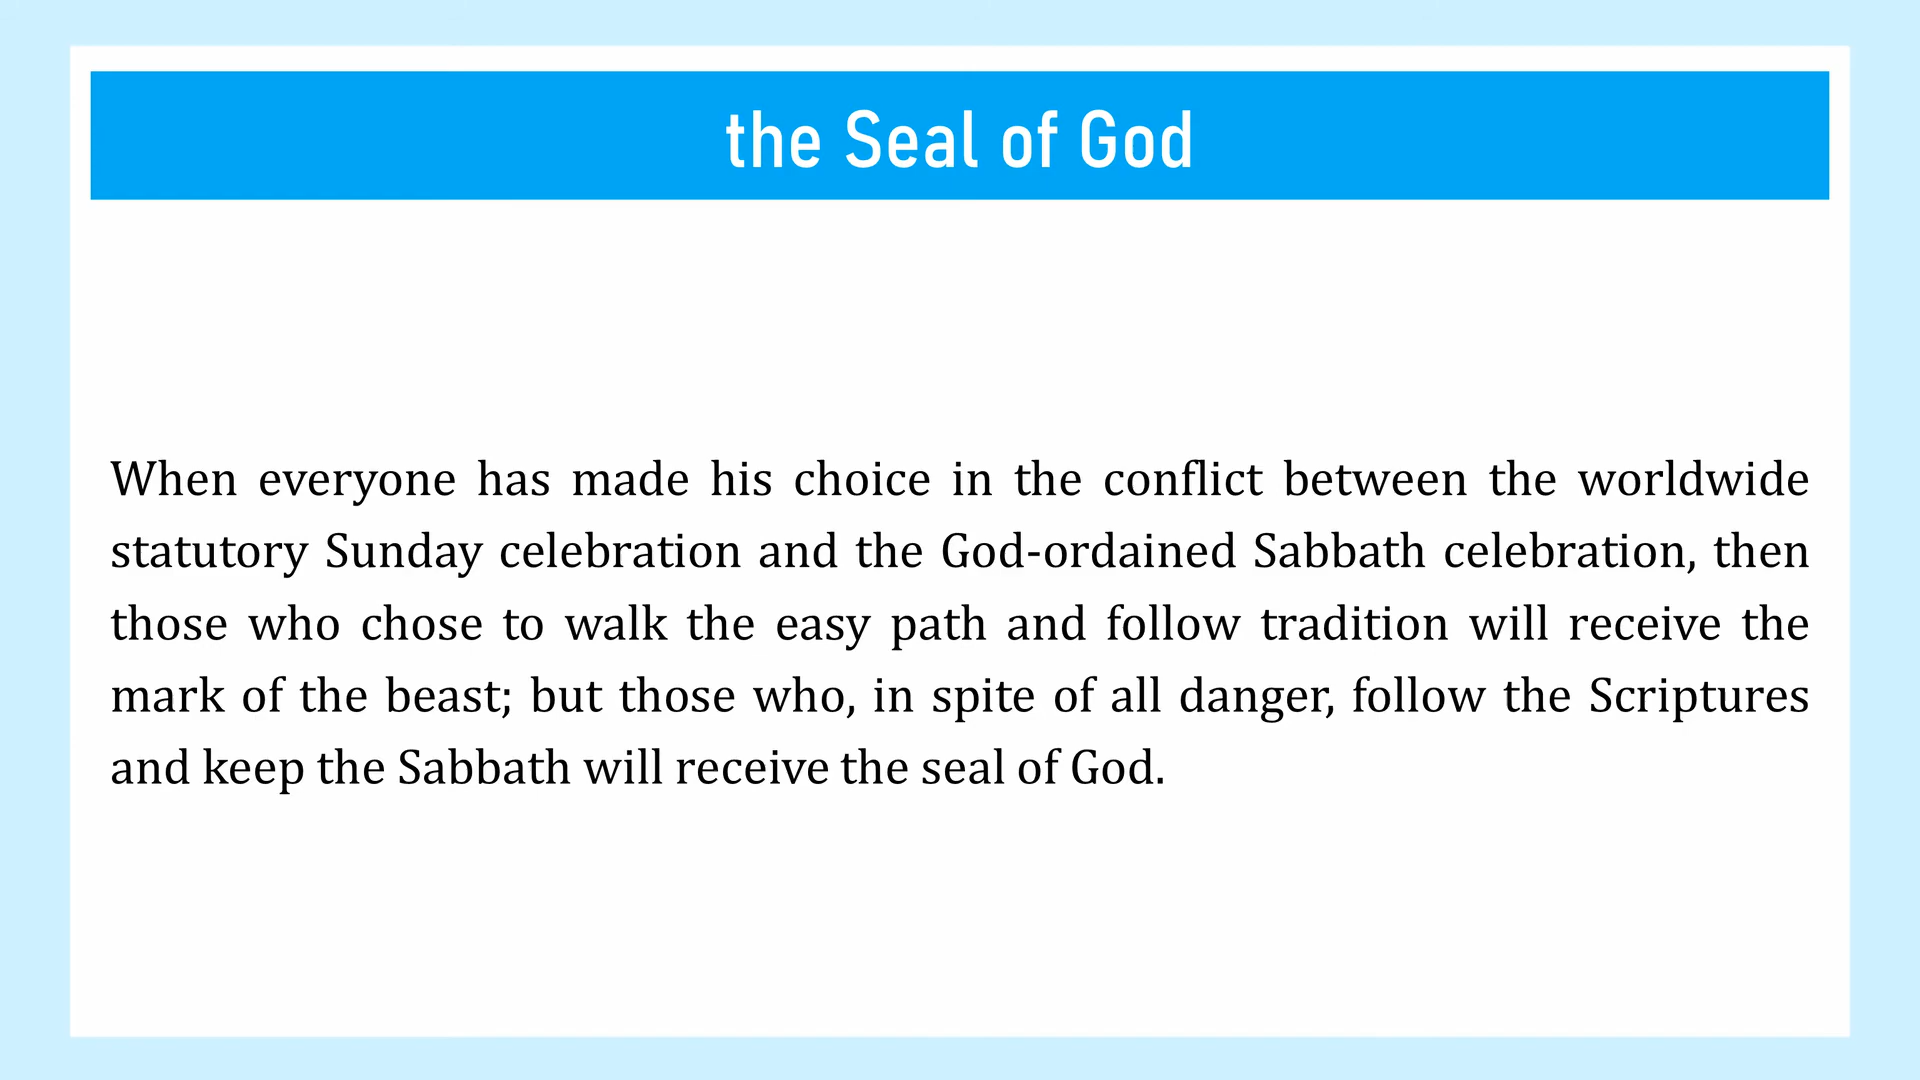 the Seal of God
When everyone has made his choice in the conflict between the worldwide
statutory Sunday celebration and the God-ordained Sabbath celebration, then
those who chose to walk the easy path and follow tradition will receive the
mark of the beast; but those who, in spite of all danger, follow the Scriptures
and keep the Sabbath will receive the seal of God.